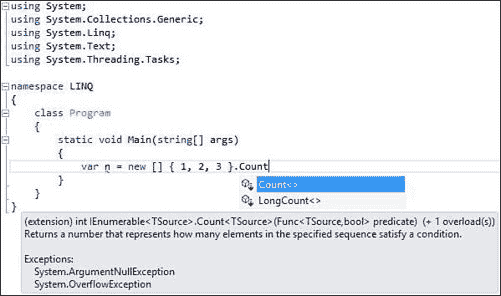 using System;
using System.Collections.Generic;
using System.Linq;
using System.Text;
using System.Threading.Tasks;
namespace LINQ
{
class Program
{
static void Main(string[] args)
{
var n = new [] { 1, 2, 3 }.Count
Count<>
}
LongCount<>
}
}
(extension) int IEnumerable<TSource>.Count<TSource>(Func<TSource,bool> predicate) (+ 1 overload(s))
Returns a number that represents how many elements in the specified sequence satisfy a condition.
Exceptions:
System.ArgumentNullException
System.OverflowException